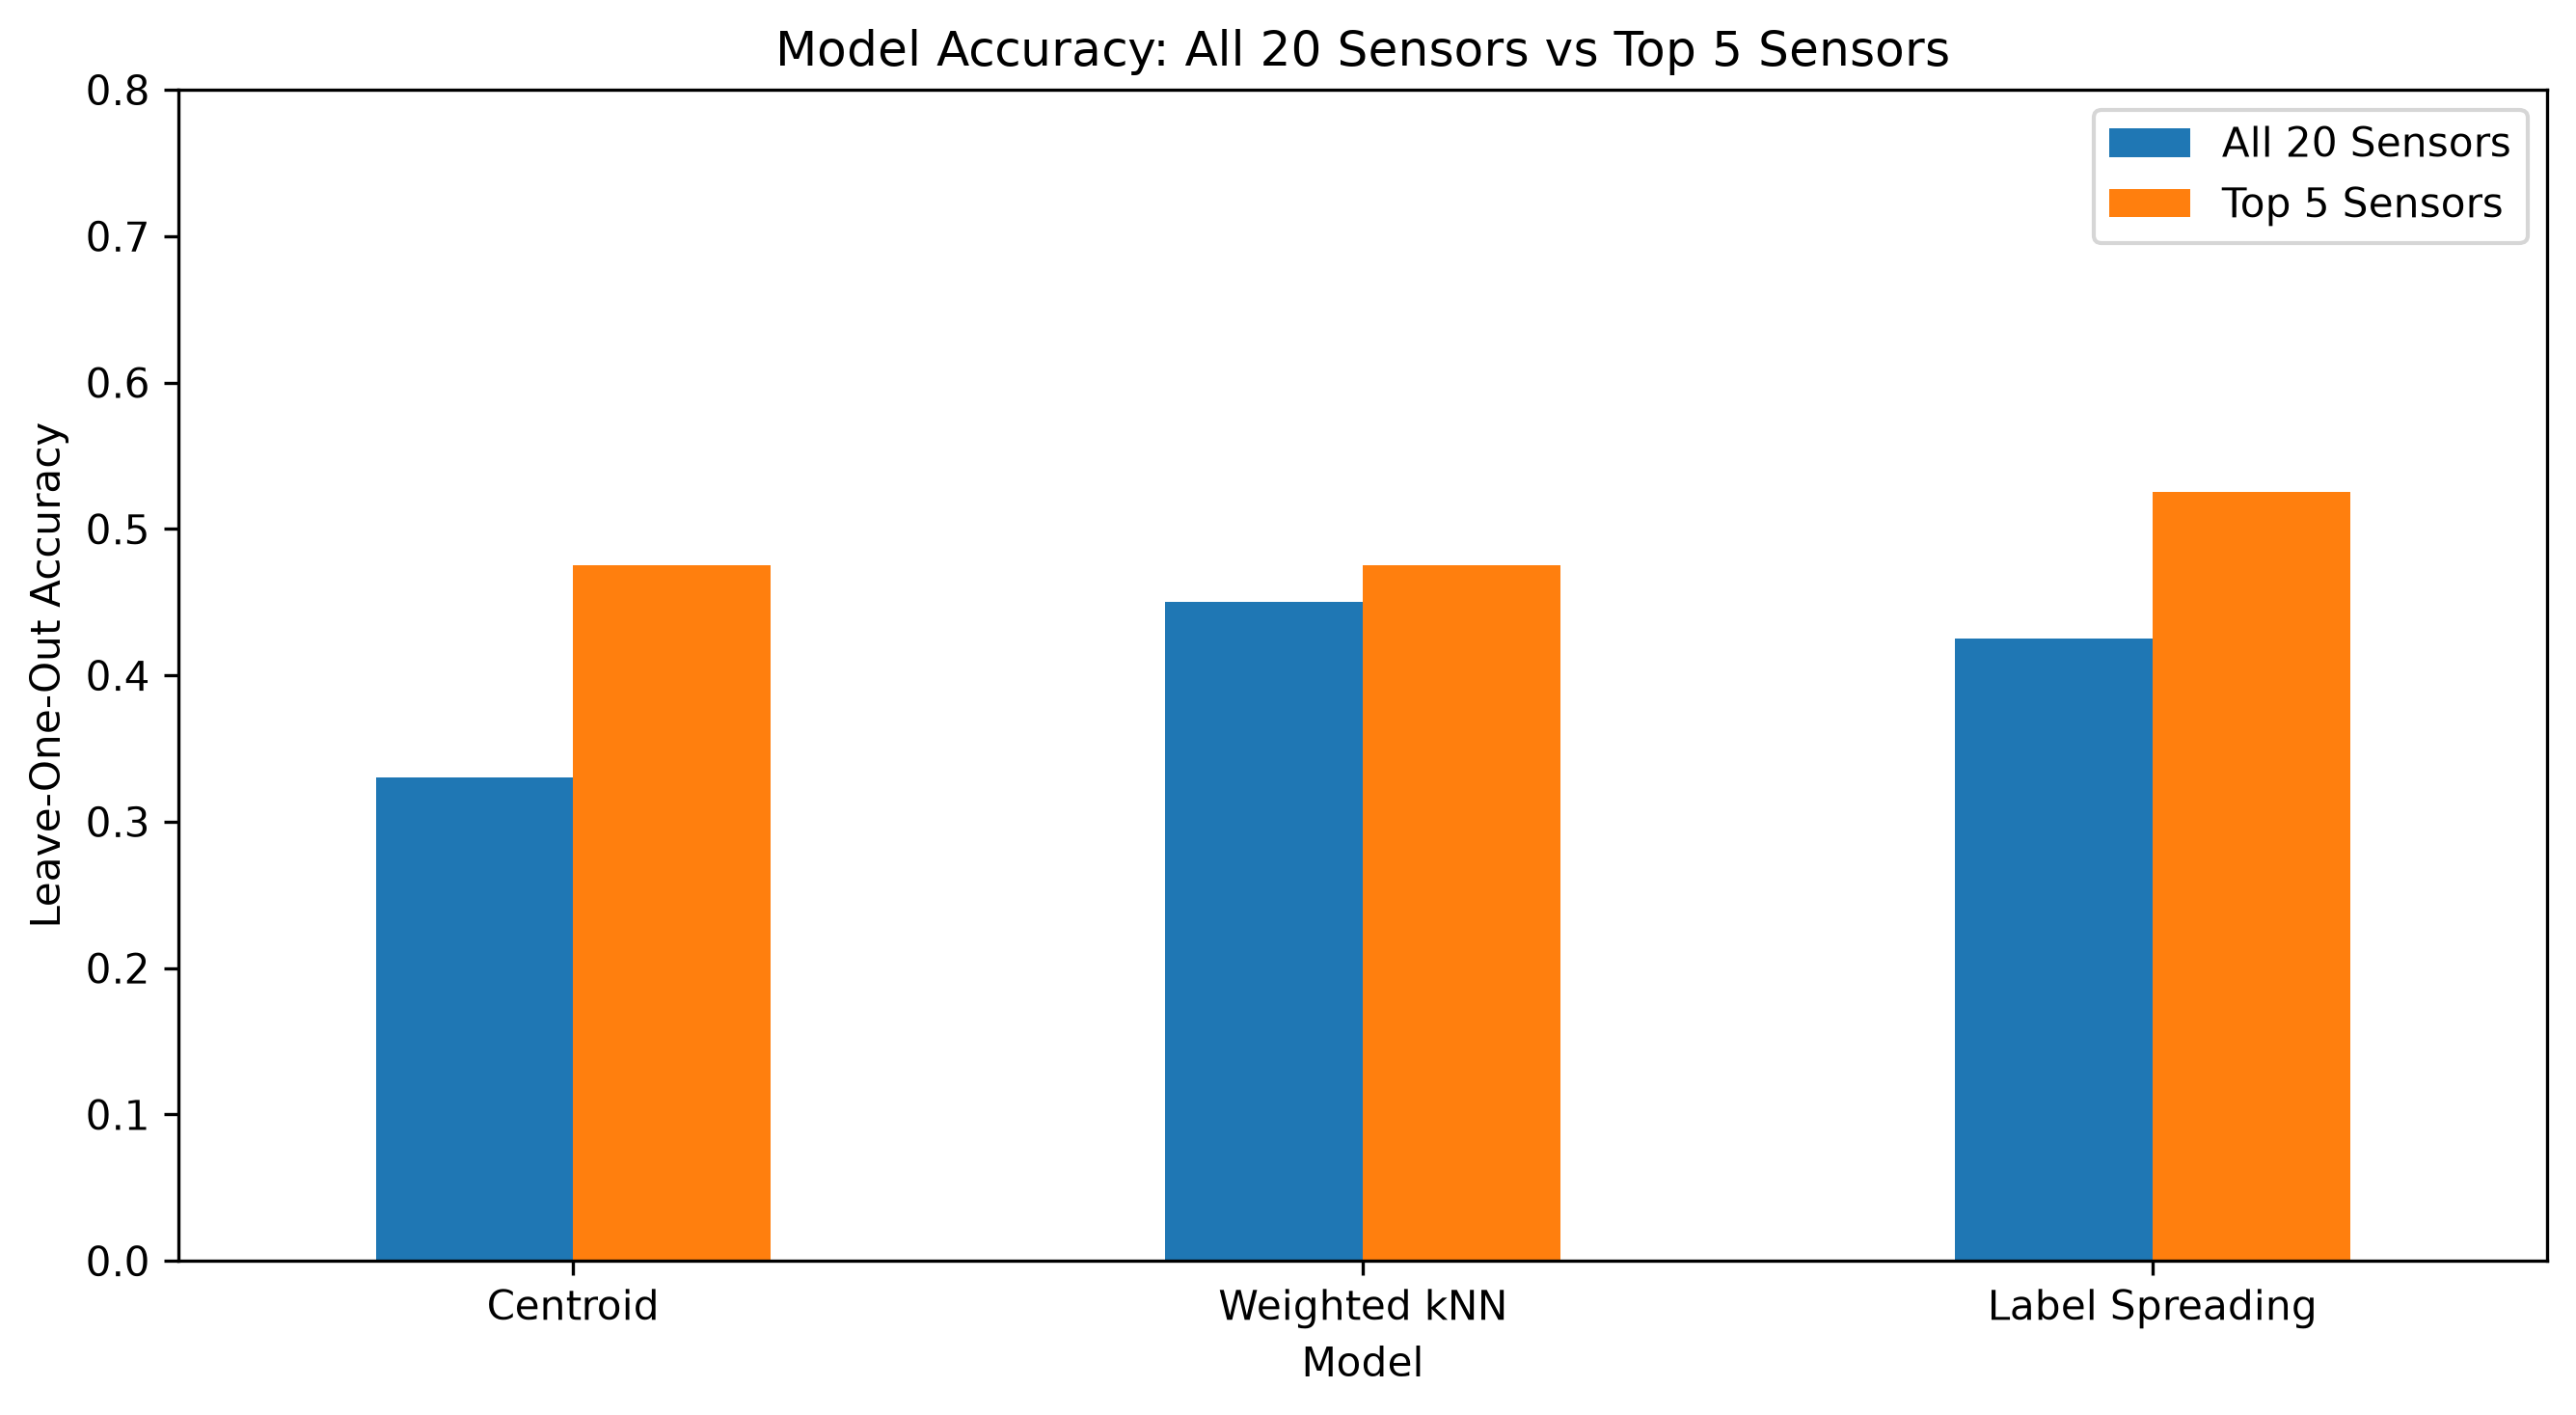 Model Accuracy: All 20 Sensors vs Top 5 Sensors
All 20 Sensors
Top 5 Sensors
Leave-One-Out Accuracy
0.8
0.7
0.6
0.5
0.4
0.3
0.2
0.1
0.0
Centroid
Weighted kNN
Label Spreading
Model